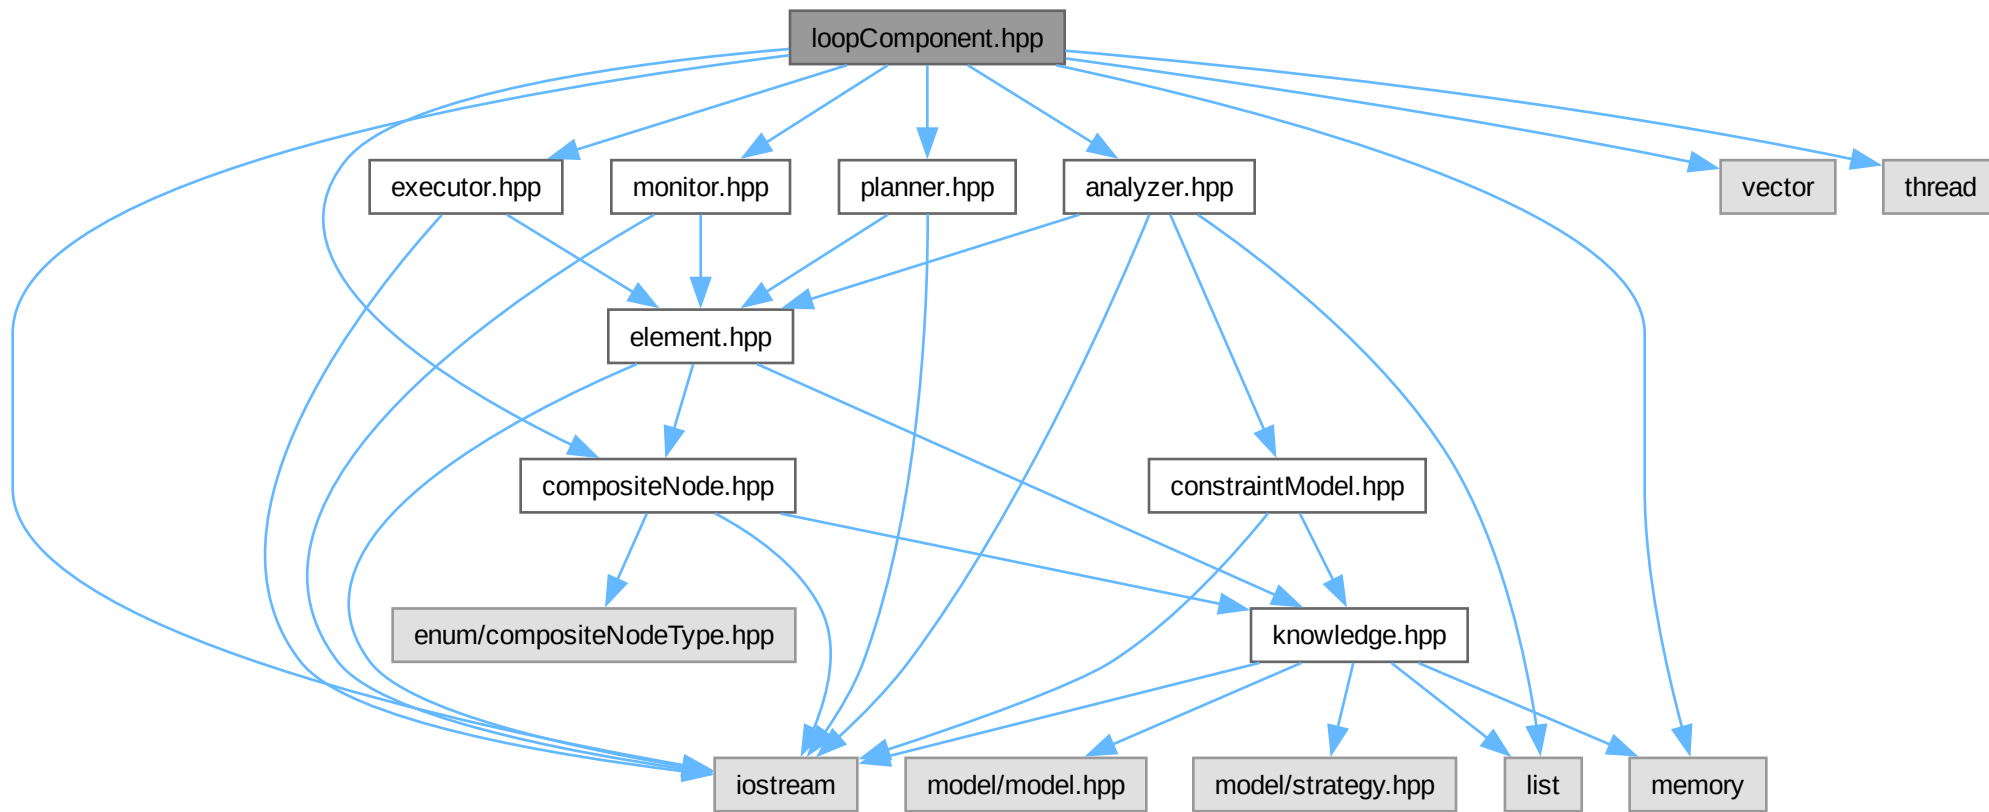 loopComponent.hpp
executor.hpp
monitor.hpp
planner.hpp
analyzer.hpp
vector
thread
element.hpp
compositeNode.hpp
constraintModel.hpp
enum/compositeNodeType.hpp
knowledge.hpp
iostream
model/model.hpp
model/strategy.hpp
list
memory